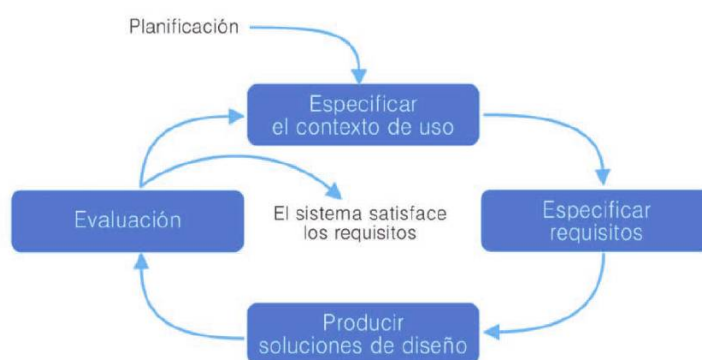 Planificación
Especificar
el contexto de uso
Evaluación
El sistema satisface
los requisitos
Especificar
requisitos
Producir
soluciones de diseño